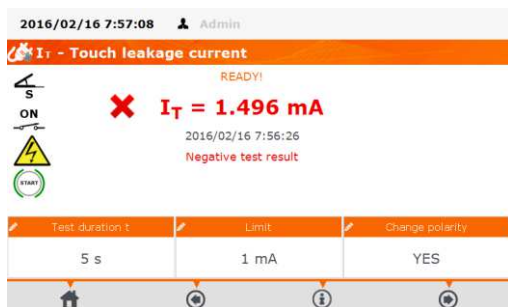 2016/02/16 7:57:08 Admin
IT - Touch leakage current
READY!
S
ON
IT = 1.496 mA
2016/02/16 7:56:26
Negative test result
START
Test duration t Limit Change polarity
5 s 1 mA YES